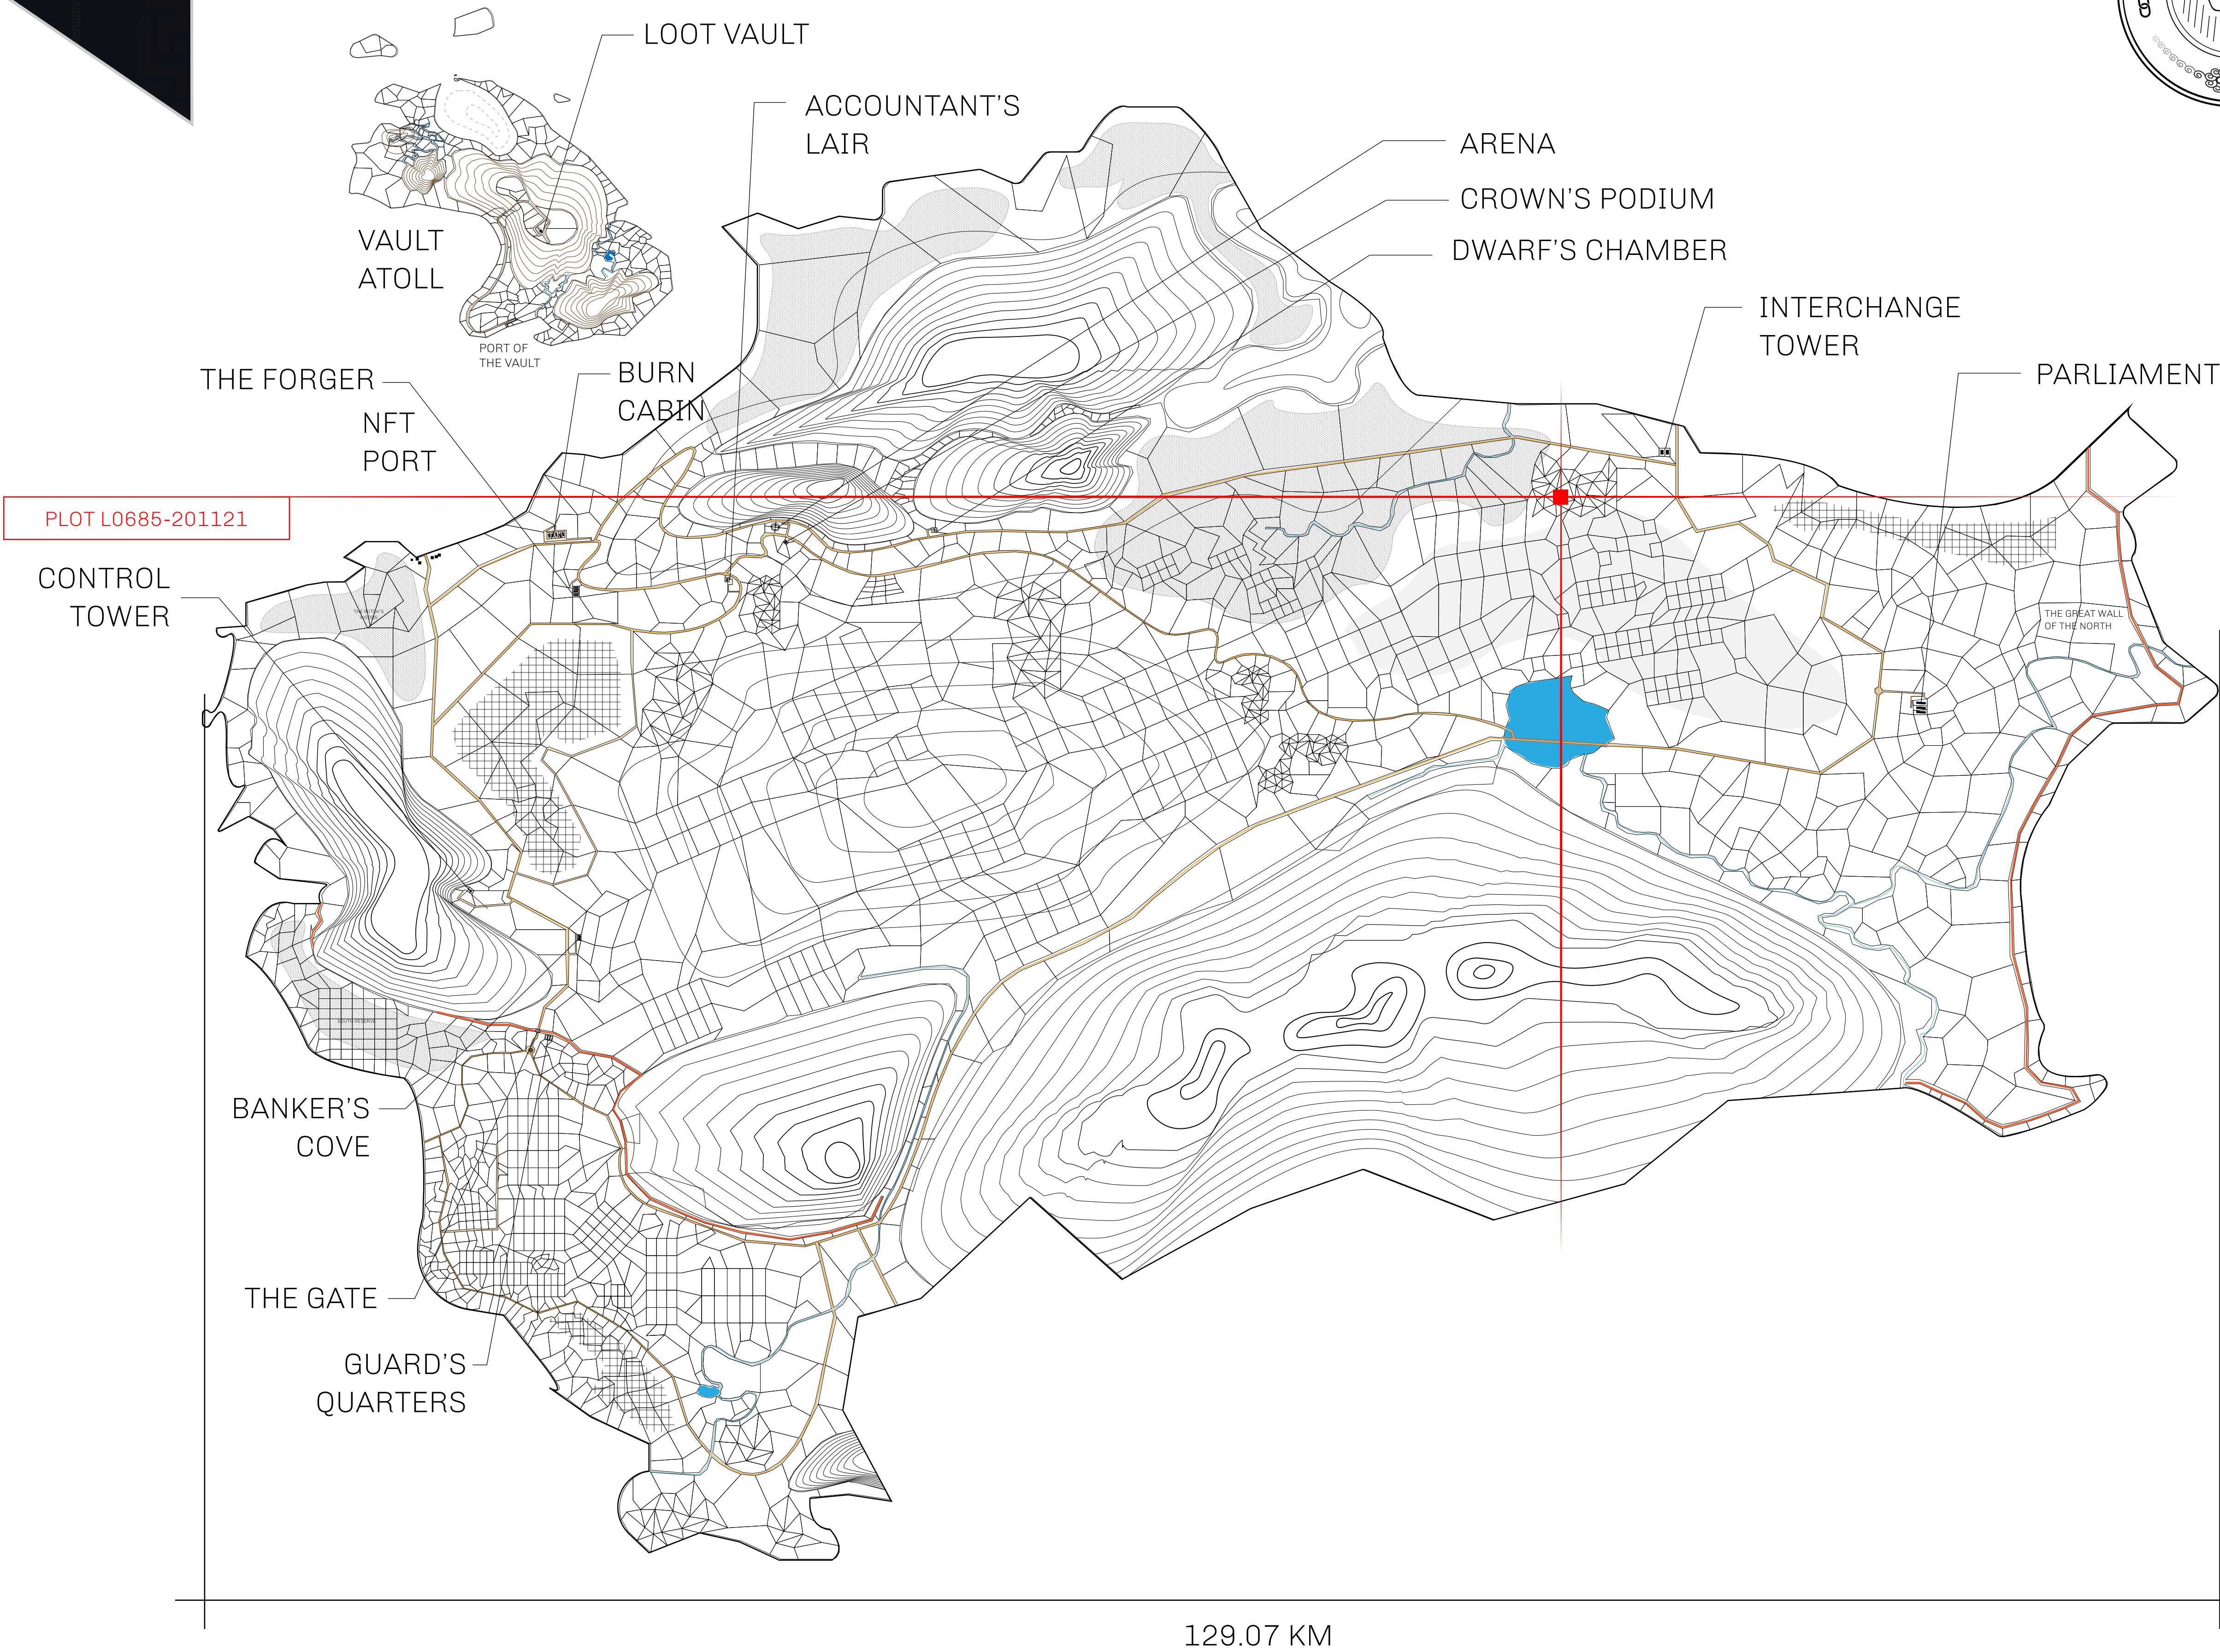 LOOT VAULT
ACCOUNTANT'S
LAIR
ARENA
CROWN'S PODIUM
DWARF'S CHAMBER
VAULT
ATOLL
INTERCHANGE
TOWER
PORT OF
THE VAULT
PARLIAMENT
THE FORGER
BURN
CABIN
NFT
PORT
PLOT L0685-201121
CONTROL
TOWER
THE GREAT WALL
OF THE NORTH
SOUTH RESERVE
BANKER'S
COVE
THE GATE
GUARD'S
QUARTERS
129.07 KM